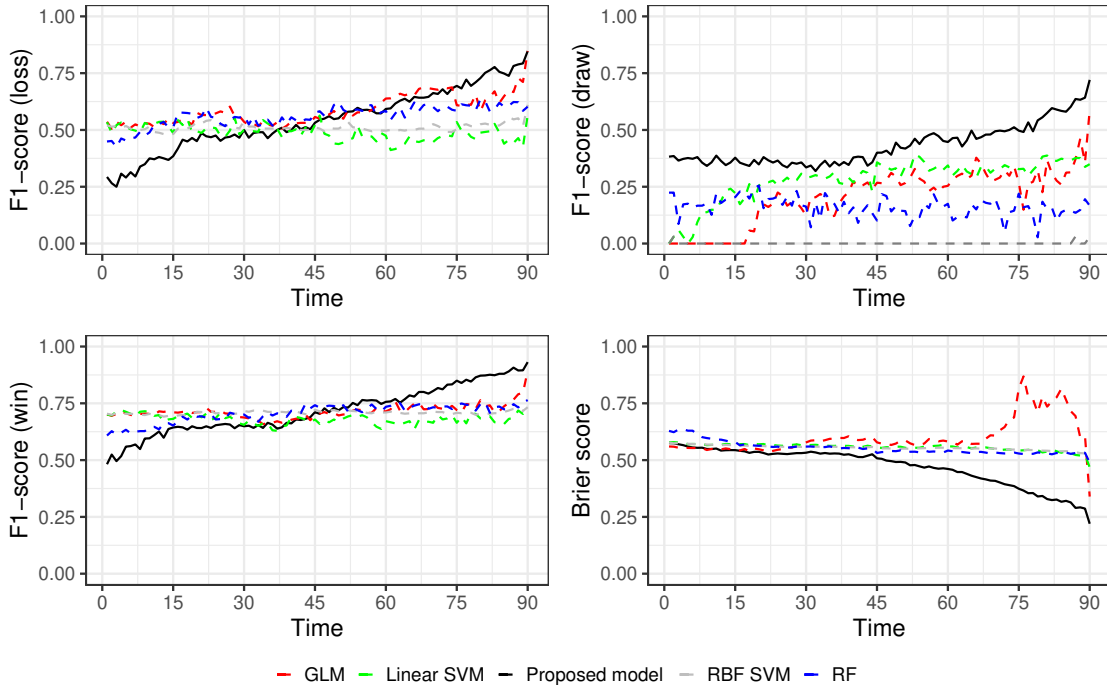 1.00
0.75
0.50
0.25
0.00
F1−score (loss)
0 15 30 45 60 75 90
Time
1.00
0.75
0.50
0.25
0.00
F1−score (draw)
0 15 30 45 60 75 90
Time
1.00
0.75
0.50
0.25
0.00
F1−score (win)
0 15 30 45 60 75 90
Time
1.00
0.75
0.50
0.25
0.00
Brier score
0 15 30 45 60 75 90
Time
GLM Linear SVM Proposed model RBF SVM RF